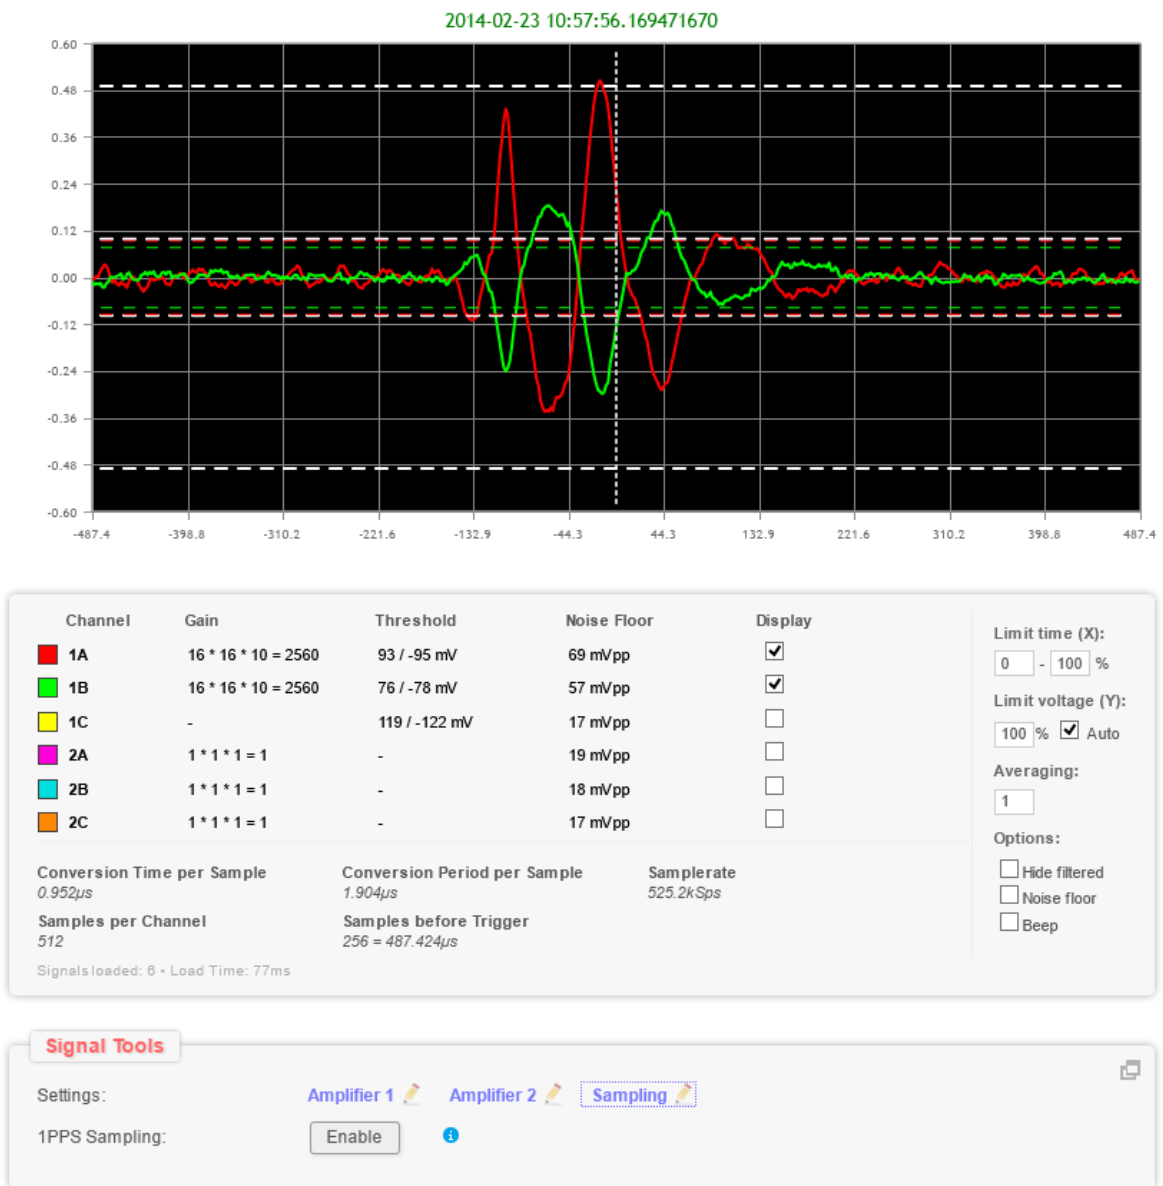 2014-02-23 10:57:56.169471670
0.60
0.48
0.36
0.24
0.12
0.00
-0.12
-0.24
-0.36
-0.48
-0.60
-487.4 -398.8 -310.2 -221.6 -132.9 -44.3 44.3 132.9 221.6 310.2 398.8 487.4
Channel Gain Threshold Noise Floor Display
1A 16 * 16 * 10 = 2560 93 / -95 mV 69 mVpp
1B 16 * 16 * 10 = 2560 76 / -78 mV 57 mVpp
1C - 119 / -122 mV 17 mVpp
2A 1 * 1 * 1 = 1 - 19 mVpp
2B 1 * 1 * 1 = 1 - 18 mVpp
2C 1 * 1 * 1 = 1 - 17 mVpp
Limit time (X):
0 - 100 %
Limit voltage (Y):
100 % Auto
Averaging:
1
Options:
Hide filtered
Noise floor
Beep
Conversion Time per Sample Conversion Period per Sample Samplerate
0.952µs 1.904µs 525.2kSps
Samples per Channel Samples before Trigger
512 256 = 487.424µs
Signals loaded: 6 • Load Time: 77ms
Signal Tools
Settings: Amplifier 1 Amplifier 2 Sampling
1PPS Sampling: Enable i